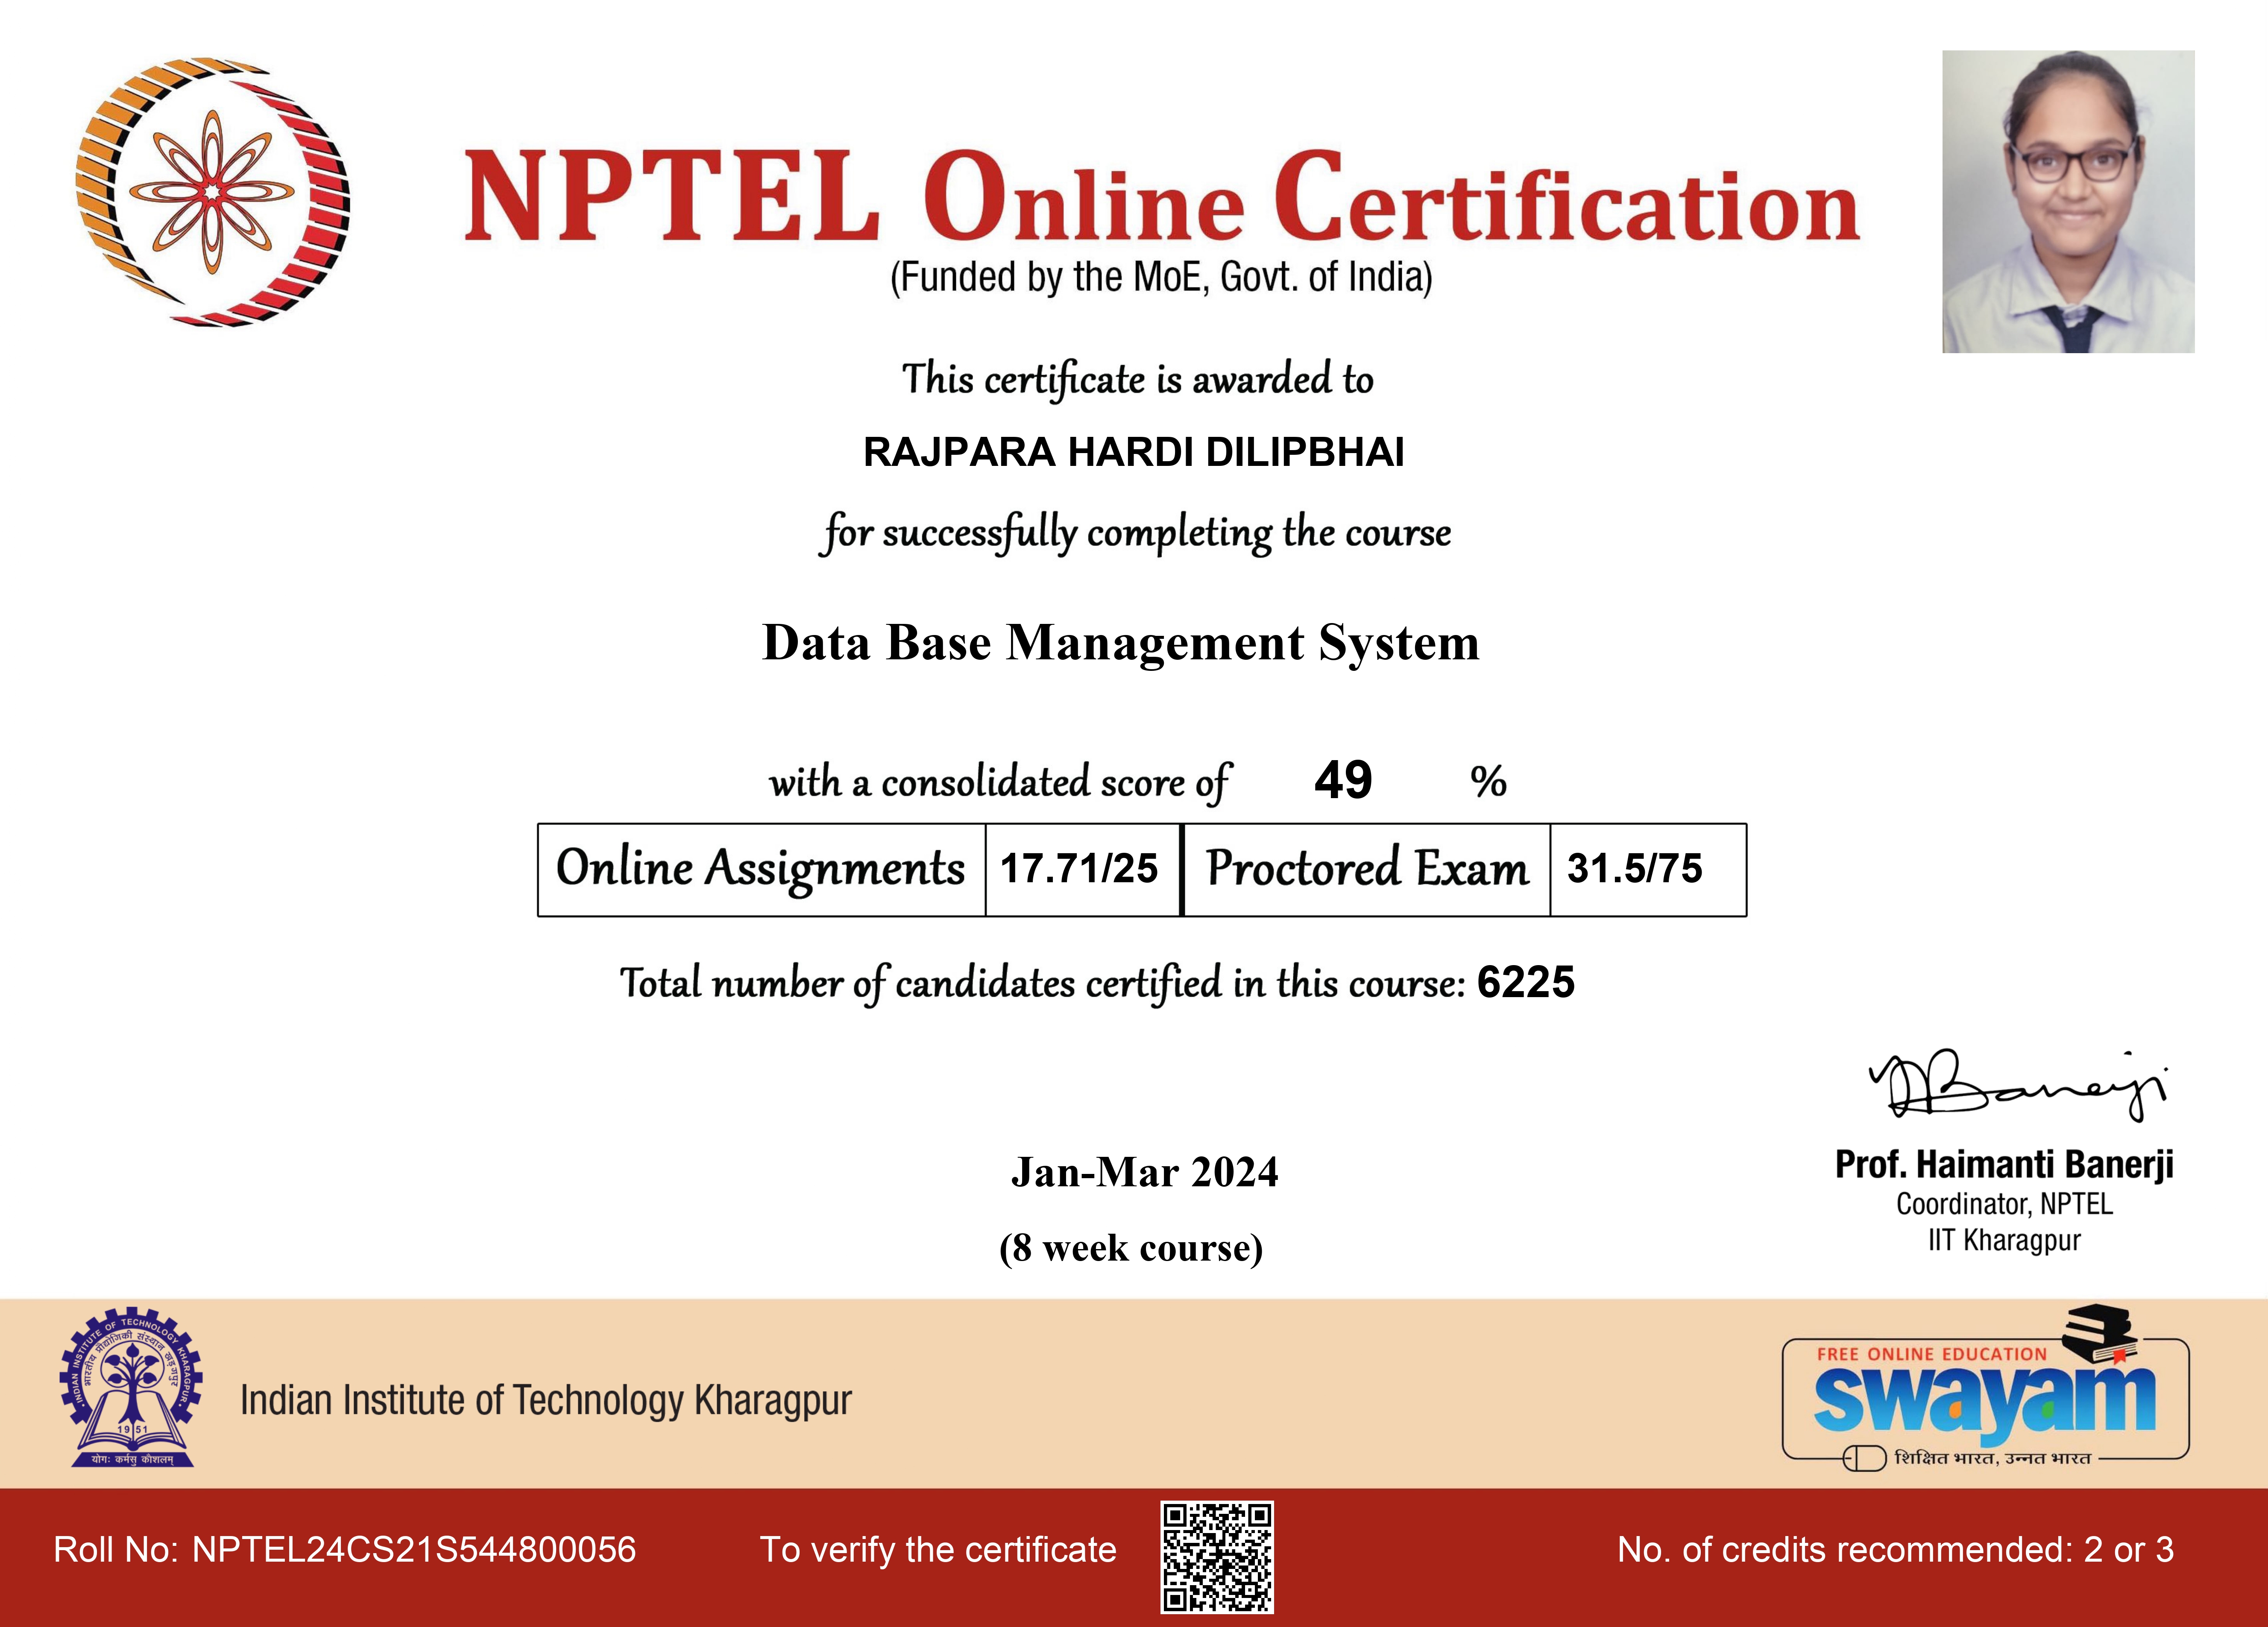 NPTEL Online Certification
(Funded by the MoE, Govt. of India)
This certificate is awarded to
RAJPARA HARDI DILIPBHAI
for successfully completing the course
Data Base Management System
with a consolidated score of 49 %
Online Assignments 17.71/25 Proctored Exam 31.5/75
Total number of candidates certified in this course: 6225
Banerji
Prof. Haimanti Banerji
Coordinator, NPTEL
IIT Kharagpur
Jan-Mar 2024
(8 week course)
INDIAN INSTITUTE OF TECHNOLOGY KHARAGPUR
भारतीय प्रौद्योगिकी संस्थान खड़गपुर
1951
योगः कर्मसु कौशलम्
Indian Institute of Technology Kharagpur
FREE ONLINE EDUCATION
swayam
शिक्षित भारत, उन्नत भारत
Roll No: NPTEL24CS21S544800056
To verify the certificate
No. of credits recommended: 2 or 3